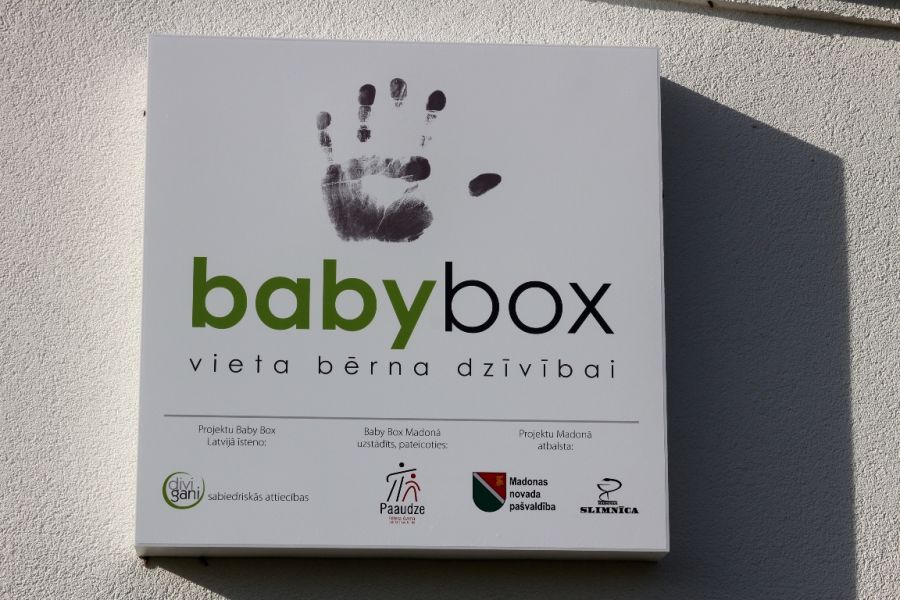 babybox
vieta bērna dzīvībai
Projektu Baby Box
Latvijā īsteno:
divi
gani
sabiedriskās attiecības
Baby Box Madonā
uzstādīts, pateicoties:
Paaudze
Projektu Madonā
atbalsta:
Madonas
novada
pašvaldība
SLIMNĪCA